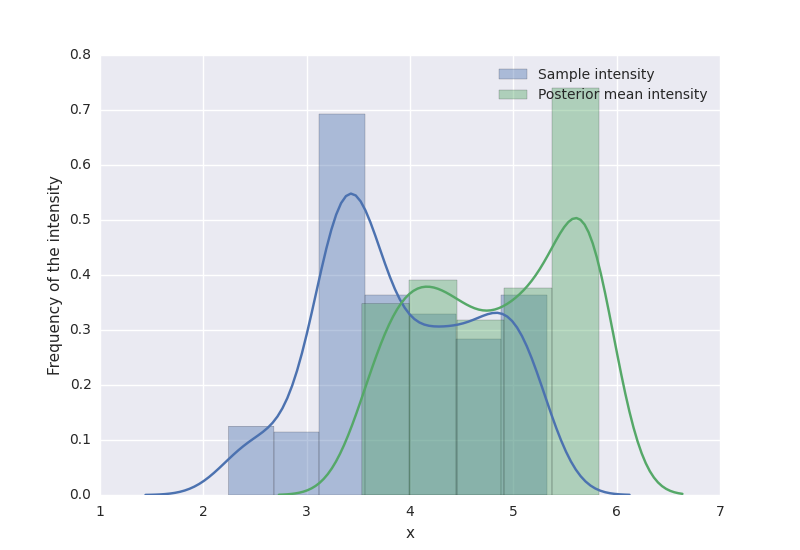 0.8
0.7
0.6
0.5
0.4
0.3
0.2
0.1
0.0
Frequency of the intensity
Sample intensity
Posterior mean intensity
1 2 3 4 5 6 7
x